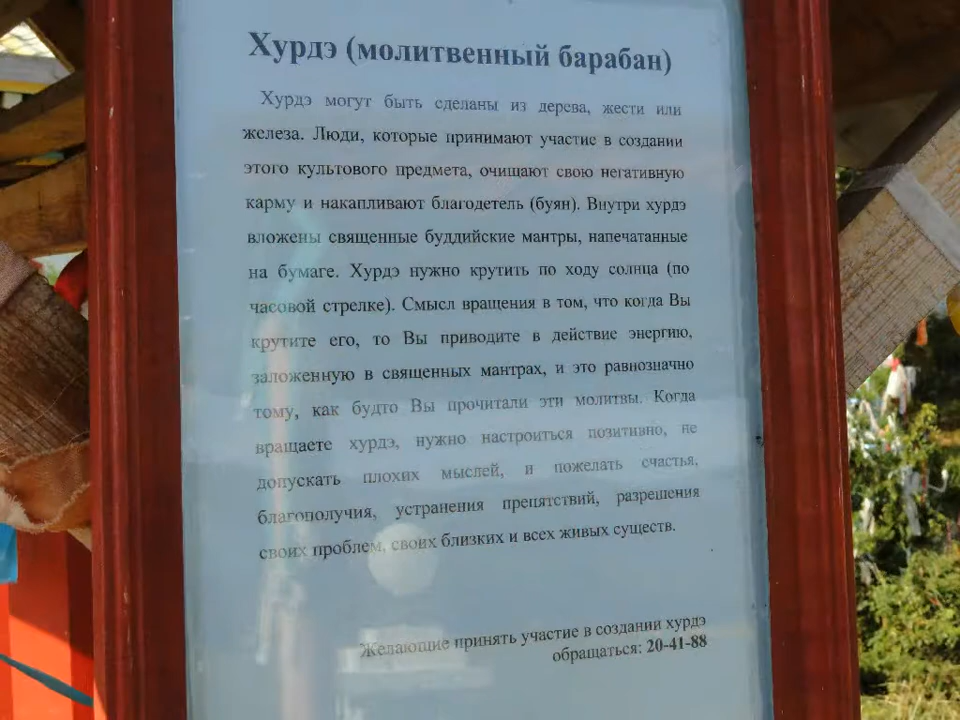 Хурдэ (молитвенный барабан)
Хурдэ могут быть сделаны из дерева, жести или
железа. Люди, которые принимают участие в создании
этого культового предмета, очищают свою негативную
карму и накапливают благодетель (буян). Внутри хурдэ
вложены священные буддийские мантры, напечатанные
на бумаге. Хурдэ нужно крутить по ходу солнца (по
часовой стрелке). Смысл вращения в том, что когда Вы
крутите его, то Вы приводите в действие энергию,
заложенную в священных мантрах, и это равнозначно
тому, как будто Вы прочитали эти молитвы. Когда
вращаете хурдэ, нужно настроиться позитивно, не
допускать плохих мыслей, и пожелать счастья,
благополучия, устранения препятствий, разрешения
своих проблем, своих близких и всех живых существ.
Желающие принять участие в создании хурдэ
обращаться: 20-41-88